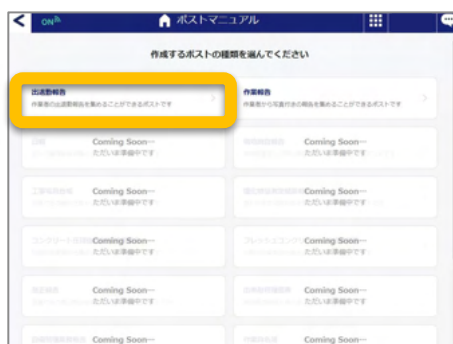 ON
ポストマニュアル
作成するポストの種類を選んでください
出退勤報告
作業者の出退勤報告を集めることができるポストです
作業報告
作業者から写真付きの報告を集めることができるポストです
Coming Soon…
ただいま準備中です
Coming Soon…
ただいま準備中です
Coming Soon…
ただいま準備中です
Coming Soon…
ただいま準備中です
Coming Soon…
ただいま準備中です
Coming Soon…
ただいま準備中です
Coming Soon…
ただいま準備中です
Coming Soon…
ただいま準備中です
Coming Soon…
Coming Soon…